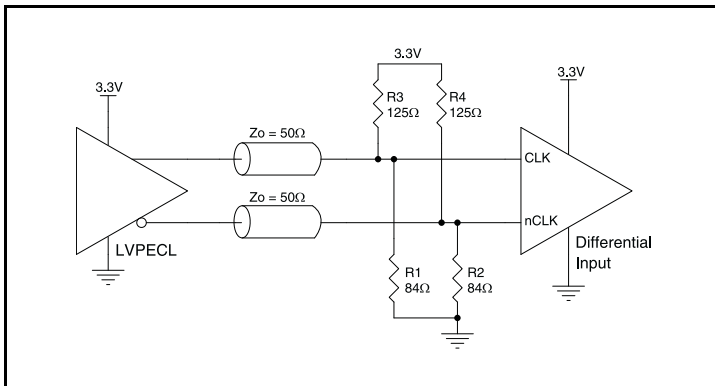 3.3V
3.3V
3.3V
R3
125Ω
R4
125Ω
Zo = 50Ω
CLK
Zo = 50Ω
nCLK
LVPECL
Differential
Input
R1
84Ω
R2
84Ω